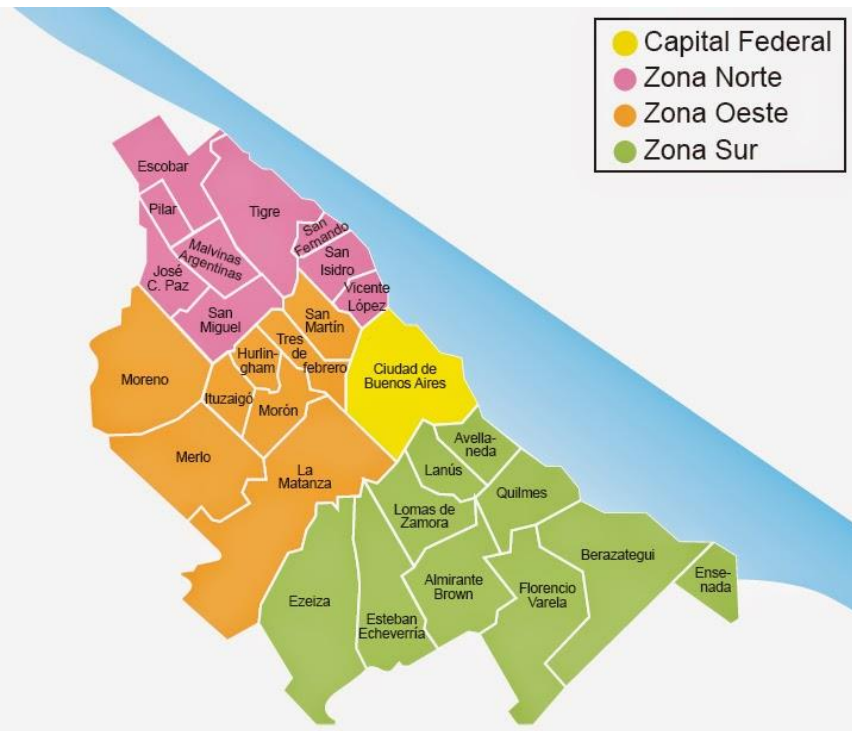 Capital Federal
Zona Norte
Zona Oeste
Zona Sur
Escobar
Pilar
Tigre
San
Fernando
Malvinas
Argentinas
San
Isidro
José
C. Paz
Vicente
López
San
Miguel
San
Martín
Tres
de
febrero
Hurlin-
gham
Ciudad de
Buenos Aires
Moreno
Ituzaigó
Morón
Merlo
La
Matanza
Avella-
neda
Lanús
Quilmes
Lomas de
Zamora
Berazategui
Ense-
nada
Almirante
Brown
Florencio
Varela
Ezeiza
Esteban
Echeverría